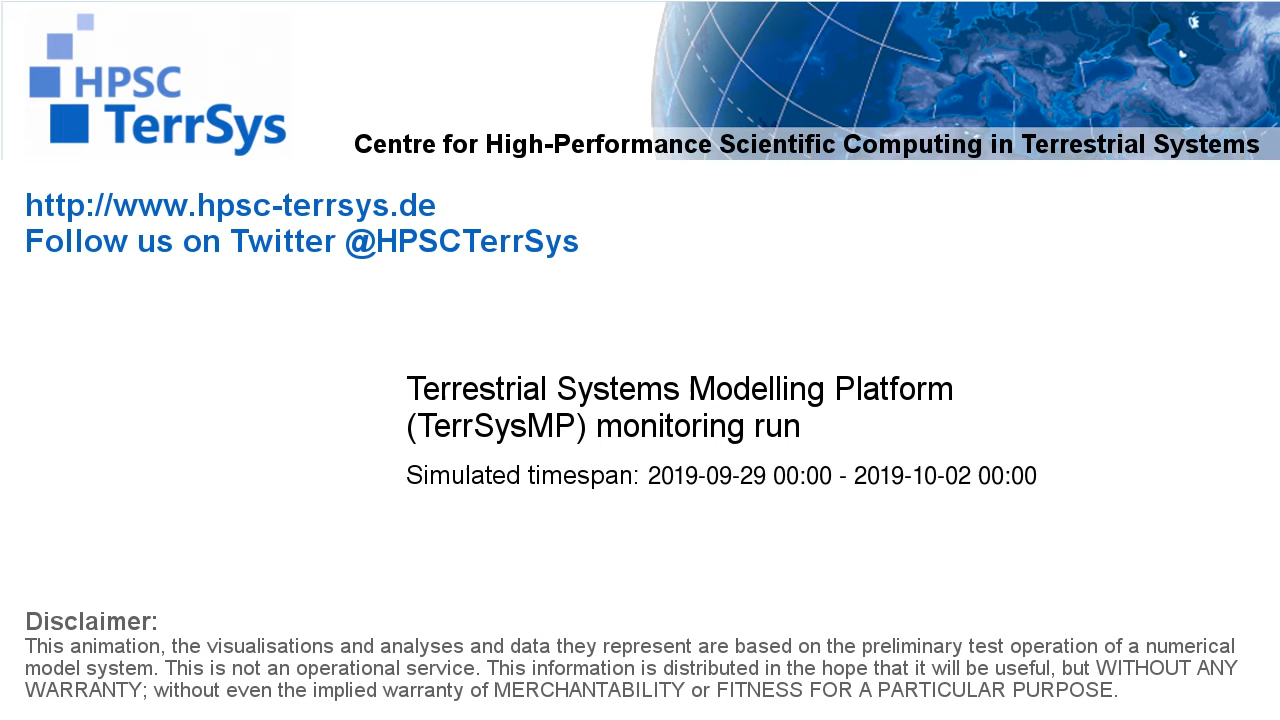 HPSC
TerrSys
Centre for High-Performance Scientific Computing in Terrestrial Systems
http://www.hpsc-terrsys.de
Follow us on Twitter @HPSCTerrSys
Terrestrial Systems Modelling Platform
(TerrSysMP) monitoring run
Simulated timespan: 2019-09-29 00:00 - 2019-10-02 00:00
Disclaimer:
This animation, the visualisations and analyses and data they represent are based on the preliminary test operation of a numerical
model system. This is not an operational service. This information is distributed in the hope that it will be useful, but WITHOUT ANY
WARRANTY; without even the implied warranty of MERCHANTABILITY or FITNESS FOR A PARTICULAR PURPOSE.